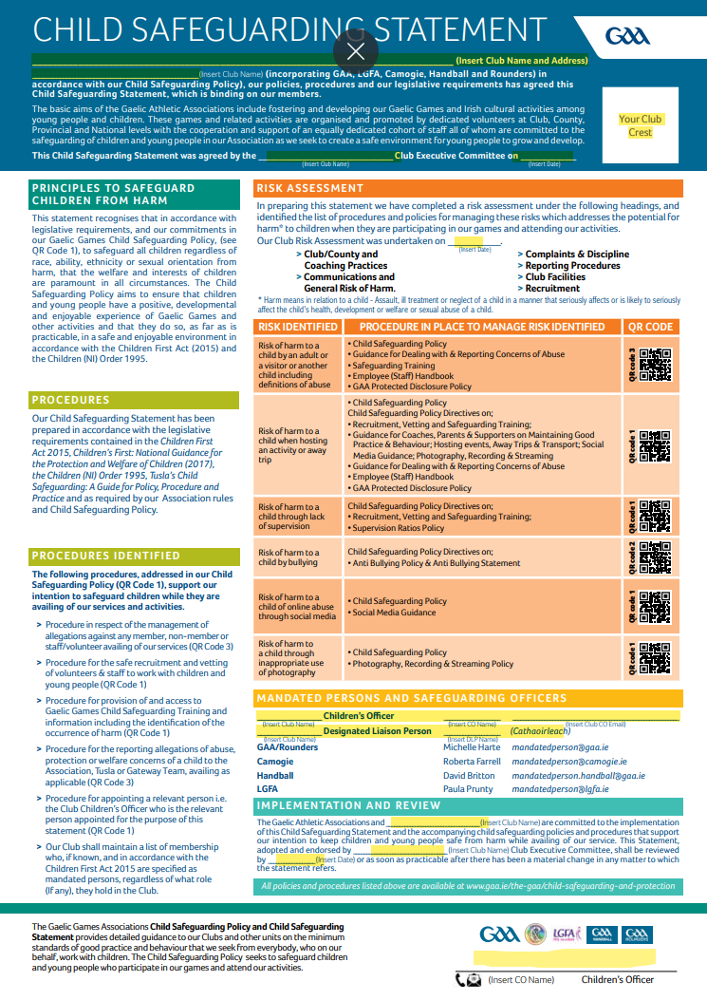 CHILD SAFEGUARDING STATEMENT
GAA
(Insert Club Name and Address)
(Insert Club Name) (incorporating GAA, LGFA, Camogie, Handball and Rounders) in
accordance with our Child Safeguarding Policy), our policies, procedures and our legislative requirements has agreed this
Child Safeguarding Statement, which is binding on our members.
The basic aims of the Gaelic Athletic Associations include fostering and developing our Gaelic Games and Irish cultural activities among
young people and children. These games and related activities are organised and promoted by dedicated volunteers at Club, County,
Provincial and National levels with the cooperation and support of an equally dedicated cohort of staff all of whom are committed to the
safeguarding of children and young people in our Association as we seek to create a safe environment for young people to grow and develop.
This Child Safeguarding Statement was agreed by the Club Executive Committee on
(Insert Club Name) (Insert Date)
Your Club
Crest
PRINCIPLES TO SAFEGUARD
CHILDREN FROM HARM
This statement recognises that in accordance with
legislative requirements, and our commitments in
our Gaelic Games Child Safeguarding Policy, (see
QR Code 1), to safeguard all children regardless of
race, ability, ethnicity or sexual orientation from
harm, that the welfare and interests of children
are paramount in all circumstances. The Child
Safeguarding Policy aims to ensure that children
and young people have a positive, developmental
and enjoyable experience of Gaelic Games and
other activities and that they do so, as far as is
practicable, in a safe and enjoyable environment in
accordance with the Children First Act (2015) and
the Children (NI) Order 1995.
PROCEDURES
Our Child Safeguarding Statement has been
prepared in accordance with the legislative
requirements contained in the Children First
Act 2015, Children's First: National Guidance for
the Protection and Welfare of Children (2017),
the Children (NI) Order 1995, Tusla's Child
Safeguarding: A Guide for Policy, Procedure and
Practice and as required by our Association rules
and Child Safeguarding Policy.
PROCEDURES IDENTIFIED
The following procedures, addressed in our Child
Safeguarding Policy (QR Code 1), support our
intention to safeguard children while they are
availing of our services and activities.
> Procedure in respect of the management of
allegations against any member, non-member or
staff/volunteer availing of our services (QR Code 3)
> Procedure for the safe recruitment and vetting
of volunteers & staff to work with children and
young people (QR Code 1)
> Procedure for provision of and access to
Gaelic Games Child Safeguarding Training and
information including the identification of the
occurrence of harm (QR Code 1)
> Procedure for the reporting allegations of abuse,
protection or welfare concerns of a child to the
Association, Tusla or Gateway Team, availing as
applicable (QR Code 3)
> Procedure for appointing a relevant person i.e.
the Club Children's Officer who is the relevant
person appointed for the purpose of this
statement (QR Code 1)
> Our Club shall maintain a list of membership
who, if known, and in accordance with the
Children First Act 2015 are specified as
mandated persons, regardless of what role
(If any), they hold in the Club.
RISK ASSESSMENT
In preparing this statement we have completed a risk assessment under the following headings, and
identified the list of procedures and policies for managing these risks which addresses the potential for
harm* to children when they are participating in our games and attending our activities.
Our Club Risk Assessment was undertaken on .
(Insert Date)
> Club/County and
Coaching Practices
> Communications and
General Risk of Harm.
> Complaints & Discipline
> Reporting Procedures
> Club Facilities
> Recruitment
* Harm means in relation to a child - Assault, ill treatment or neglect of a child in a manner that seriously affects or is likely to seriously
affect the child's health, development or welfare or sexual abuse of a child.
RISK IDENTIFIED PROCEDURE IN PLACE TO MANAGE RISK IDENTIFIED QR CODE
Risk of harm to a
child by an adult or
a visitor or another
child including
definitions of abuse
• Child Safeguarding Policy
• Guidance for Dealing with & Reporting Concerns of Abuse
• Safeguarding Training
• Employee (Staff) Handbook
• GAA Protected Disclosure Policy
QR code 3
Risk of harm to a
child when hosting
an activity or away
trip
• Child Safeguarding Policy
Child Safeguarding Policy Directives on;
• Recruitment, Vetting and Safeguarding Training;
• Guidance for Coaches, Parents & Supporters on Maintaining Good
Practice & Behaviour; Hosting events, Away Trips & Transport; Social
Media Guidance; Photography, Recording & Streaming
• Guidance for Dealing with & Reporting Concerns of Abuse
• Employee (Staff) Handbook
• GAA Protected Disclosure Policy
QR code 1
Risk of harm to a
child through lack
of supervision
Child Safeguarding Policy Directives on;
• Recruitment, Vetting and Safeguarding Training;
• Supervision Ratios Policy
QR code 1
Risk of harm to a
child by bullying
Child Safeguarding Policy Directives on;
• Anti Bullying Policy & Anti Bullying Statement
QR code 2
Risk of harm to a
child of online abuse
through social media
• Child Safeguarding Policy
• Social Media Guidance
QR code 1
Risk of harm to
a child through
inappropriate use
of photography
• Child Safeguarding Policy
• Photography, Recording & Streaming Policy
QR code 1
MANDATED PERSONS AND SAFEGUARDING OFFICERS
Children's Officer
(Insert Club Name) (Insert CO Name) (Insert Club CO Email)
Designated Liaison Person (Cathaoirleach)
(Insert Club Name) (Insert DLP Name)
GAA/Rounders Michelle Harte mandatedperson@gaa.ie
Camogie Roberta Farrell mandatedperson@camogie.ie
Handball David Britton mandatedperson.handball@gaa.ie
LGFA Paula Prunty mandatedperson@lgfa.ie
IMPLEMENTATION AND REVIEW
The Gaelic Athletic Associations and (Insert Club Name) are committed to the implementation
of this Child Safeguarding Statement and the accompanying child safeguarding policies and procedures that support
our intention to keep children and young people safe from harm while availing of our service. This Statement,
adopted and endorsed by (Insert Club Name) Club Executive Committee, shall be reviewed
by (Insert Date) or as soon as practicable after there has been a material change in any matter to which
the statement refers.
All policies and procedures listed above are available at www.gaa.ie/the-gaa/child-safeguarding-and-protection
The Gaelic Games Associations Child Safeguarding Policy and Child Safeguarding
Statement provides detailed guidance to our Clubs and other units on the minimum
standards of good practice and behaviour that we seek from everybody, who on our
behalf, work with children. The Child Safeguarding Policy seeks to safeguard children
and young people who participate in our games and attend our activities.
GAA LGFA GAA HANDBALL GAA ROUNDERS
(Insert CO Name) Children's Officer